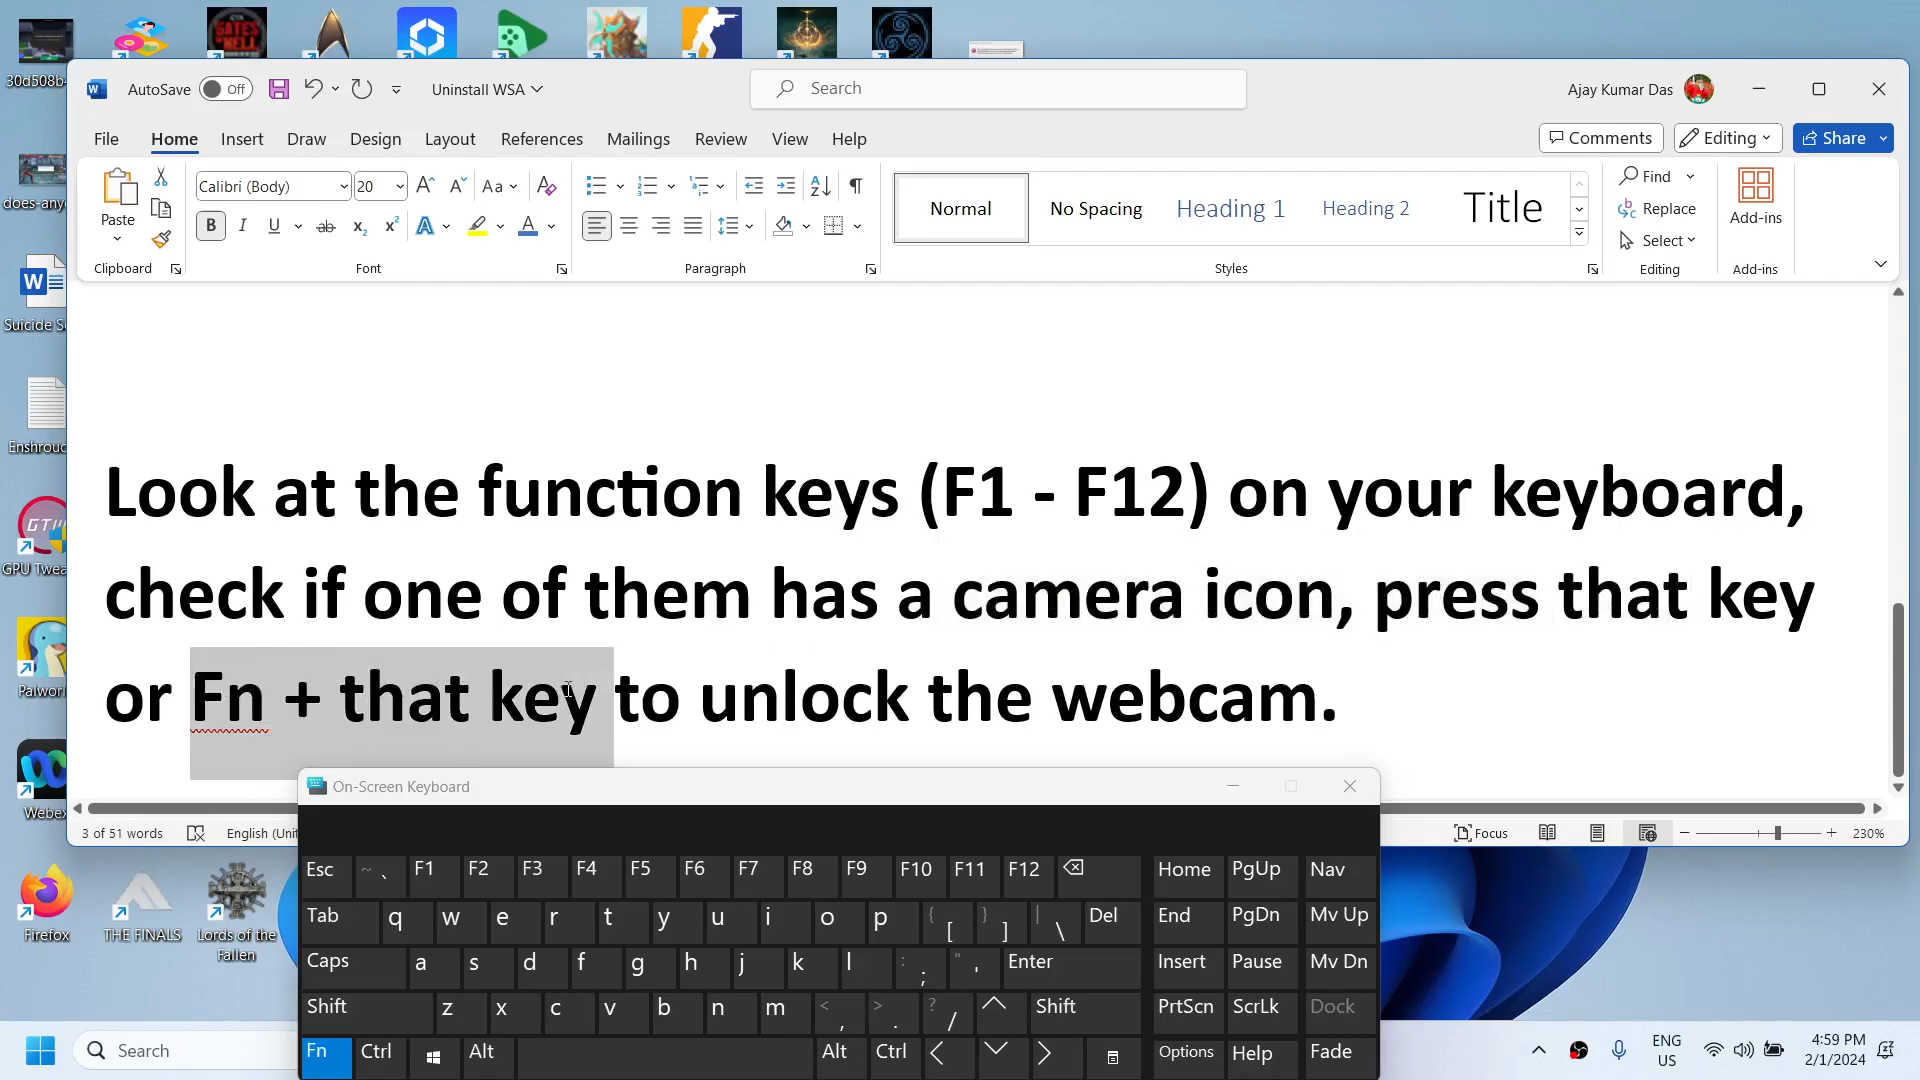 30d508b-
does-any
Suicide S
Enshrouc
GPU Twea
Palwor
Webex
Firefox
THE FINALS
Lords of the
Fallen
AutoSave Off
Uninstall WSA
Search
Ajay Kumar Das
File Home Insert Draw Design Layout References Mailings Review View Help
Comments Editing Share
Paste
Calibri (Body) 20
Normal No Spacing Heading 1 Heading 2 Title
Find
Replace
Select
Add-ins
Clipboard Font Paragraph Styles Editing Add-ins
Look at the function keys (F1 - F12) on your keyboard,
check if one of them has a camera icon, press that key
or Fn + that key to unlock the webcam.
3 of 51 words English (Unit Focus 230%
On-Screen Keyboard
Esc ~ ` F1 F2 F3 F4 F5 F6 F7 F8 F9 F10 F11 F12 Home PgUp Nav
Tab q w e r t y u i o p { [ } ] | \ Del End PgDn Mv Up
Caps a s d f g h j k l : ; " ' Enter Insert Pause Mv Dn
Shift z x c v b n m < , > . ? / Shift PrtScn ScrLk Dock
Fn Ctrl Alt Alt Ctrl Options Help Fade
Search
ENG
US
4:59 PM
2/1/2024